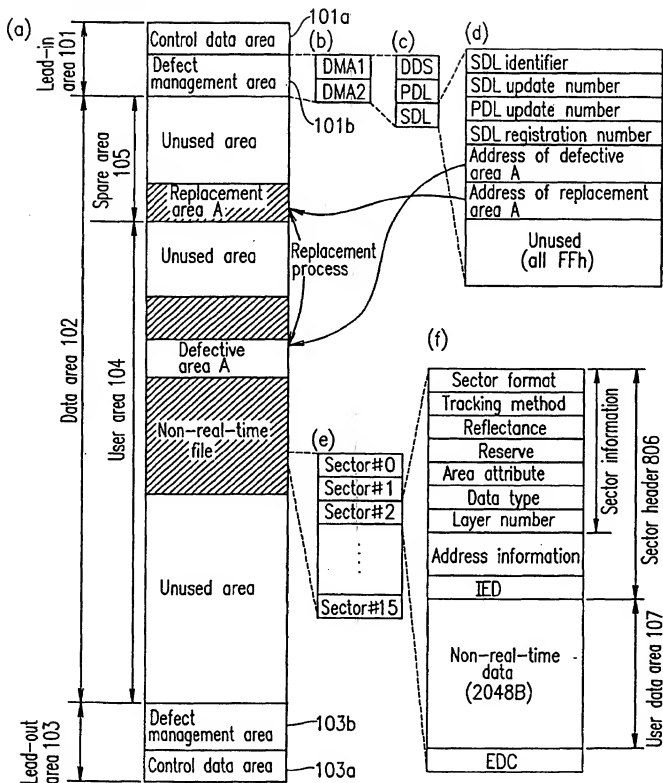 (a)
Lead-in
area 101
101a
Control data area
Defect
management area
101b
(b)
DMA1
DMA2
(c)
DDS
PDL
SDL
(d)
SDL identifier
SDL update number
PDL update number
SDL registration number
Address of defective
area A
Address of replacement
area A
Unused
(all FFh)
Data area 102
Spare area
105
Unused area
Replacement
area A
User area 104
Unused area
Replacement
process
Defective
area A
Non-real-time
file
Unused area
(e)
Sector#0
Sector#1
Sector#2
Sector#15
(f)
Sector format
Tracking method
Reflectance
Reserve
Area attribute
Data type
Layer number
Address information
IED
Non-real-time
data
(2048B)
EDC
Sector information
Sector header 806
User data area 107
Lead-out
area 103
Defect
management area
103b
Control data area
103a